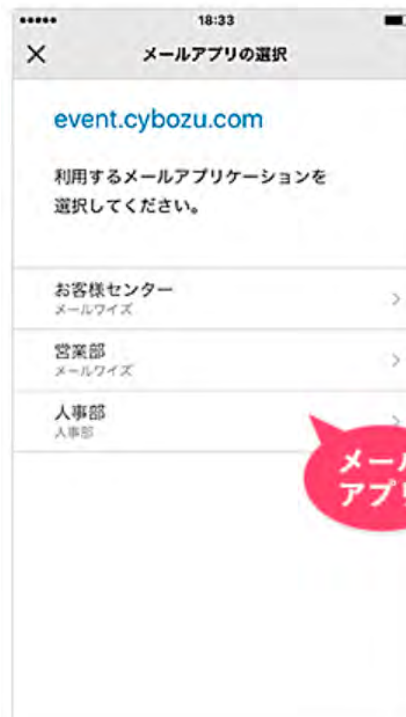 18:33
メールアプリの選択
event.cybozu.com
利用するメールアプリケーションを
選択してください。
お客様センター
メールワイズ
営業部
メールワイズ
人事部
人事部
メール
アプリ